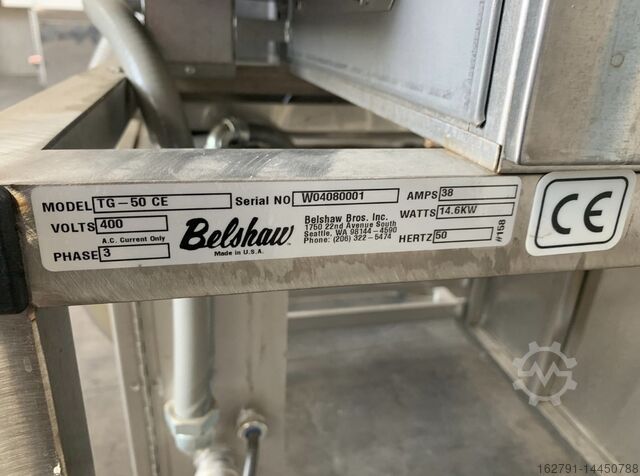 MODEL TG-50 CE Serial NO W04080001 AMPS 38
VOLTS 400 Belshaw Belshaw Bros. Inc. WATTS 14.6KW
A.C. Current Only 1750 22nd Avenue South
Seattle, WA 98144-4590
PHASE 3 Made in U.S.A. Phone: (206) 322-5474 HERTZ 50
#158
CE
162791-14450788